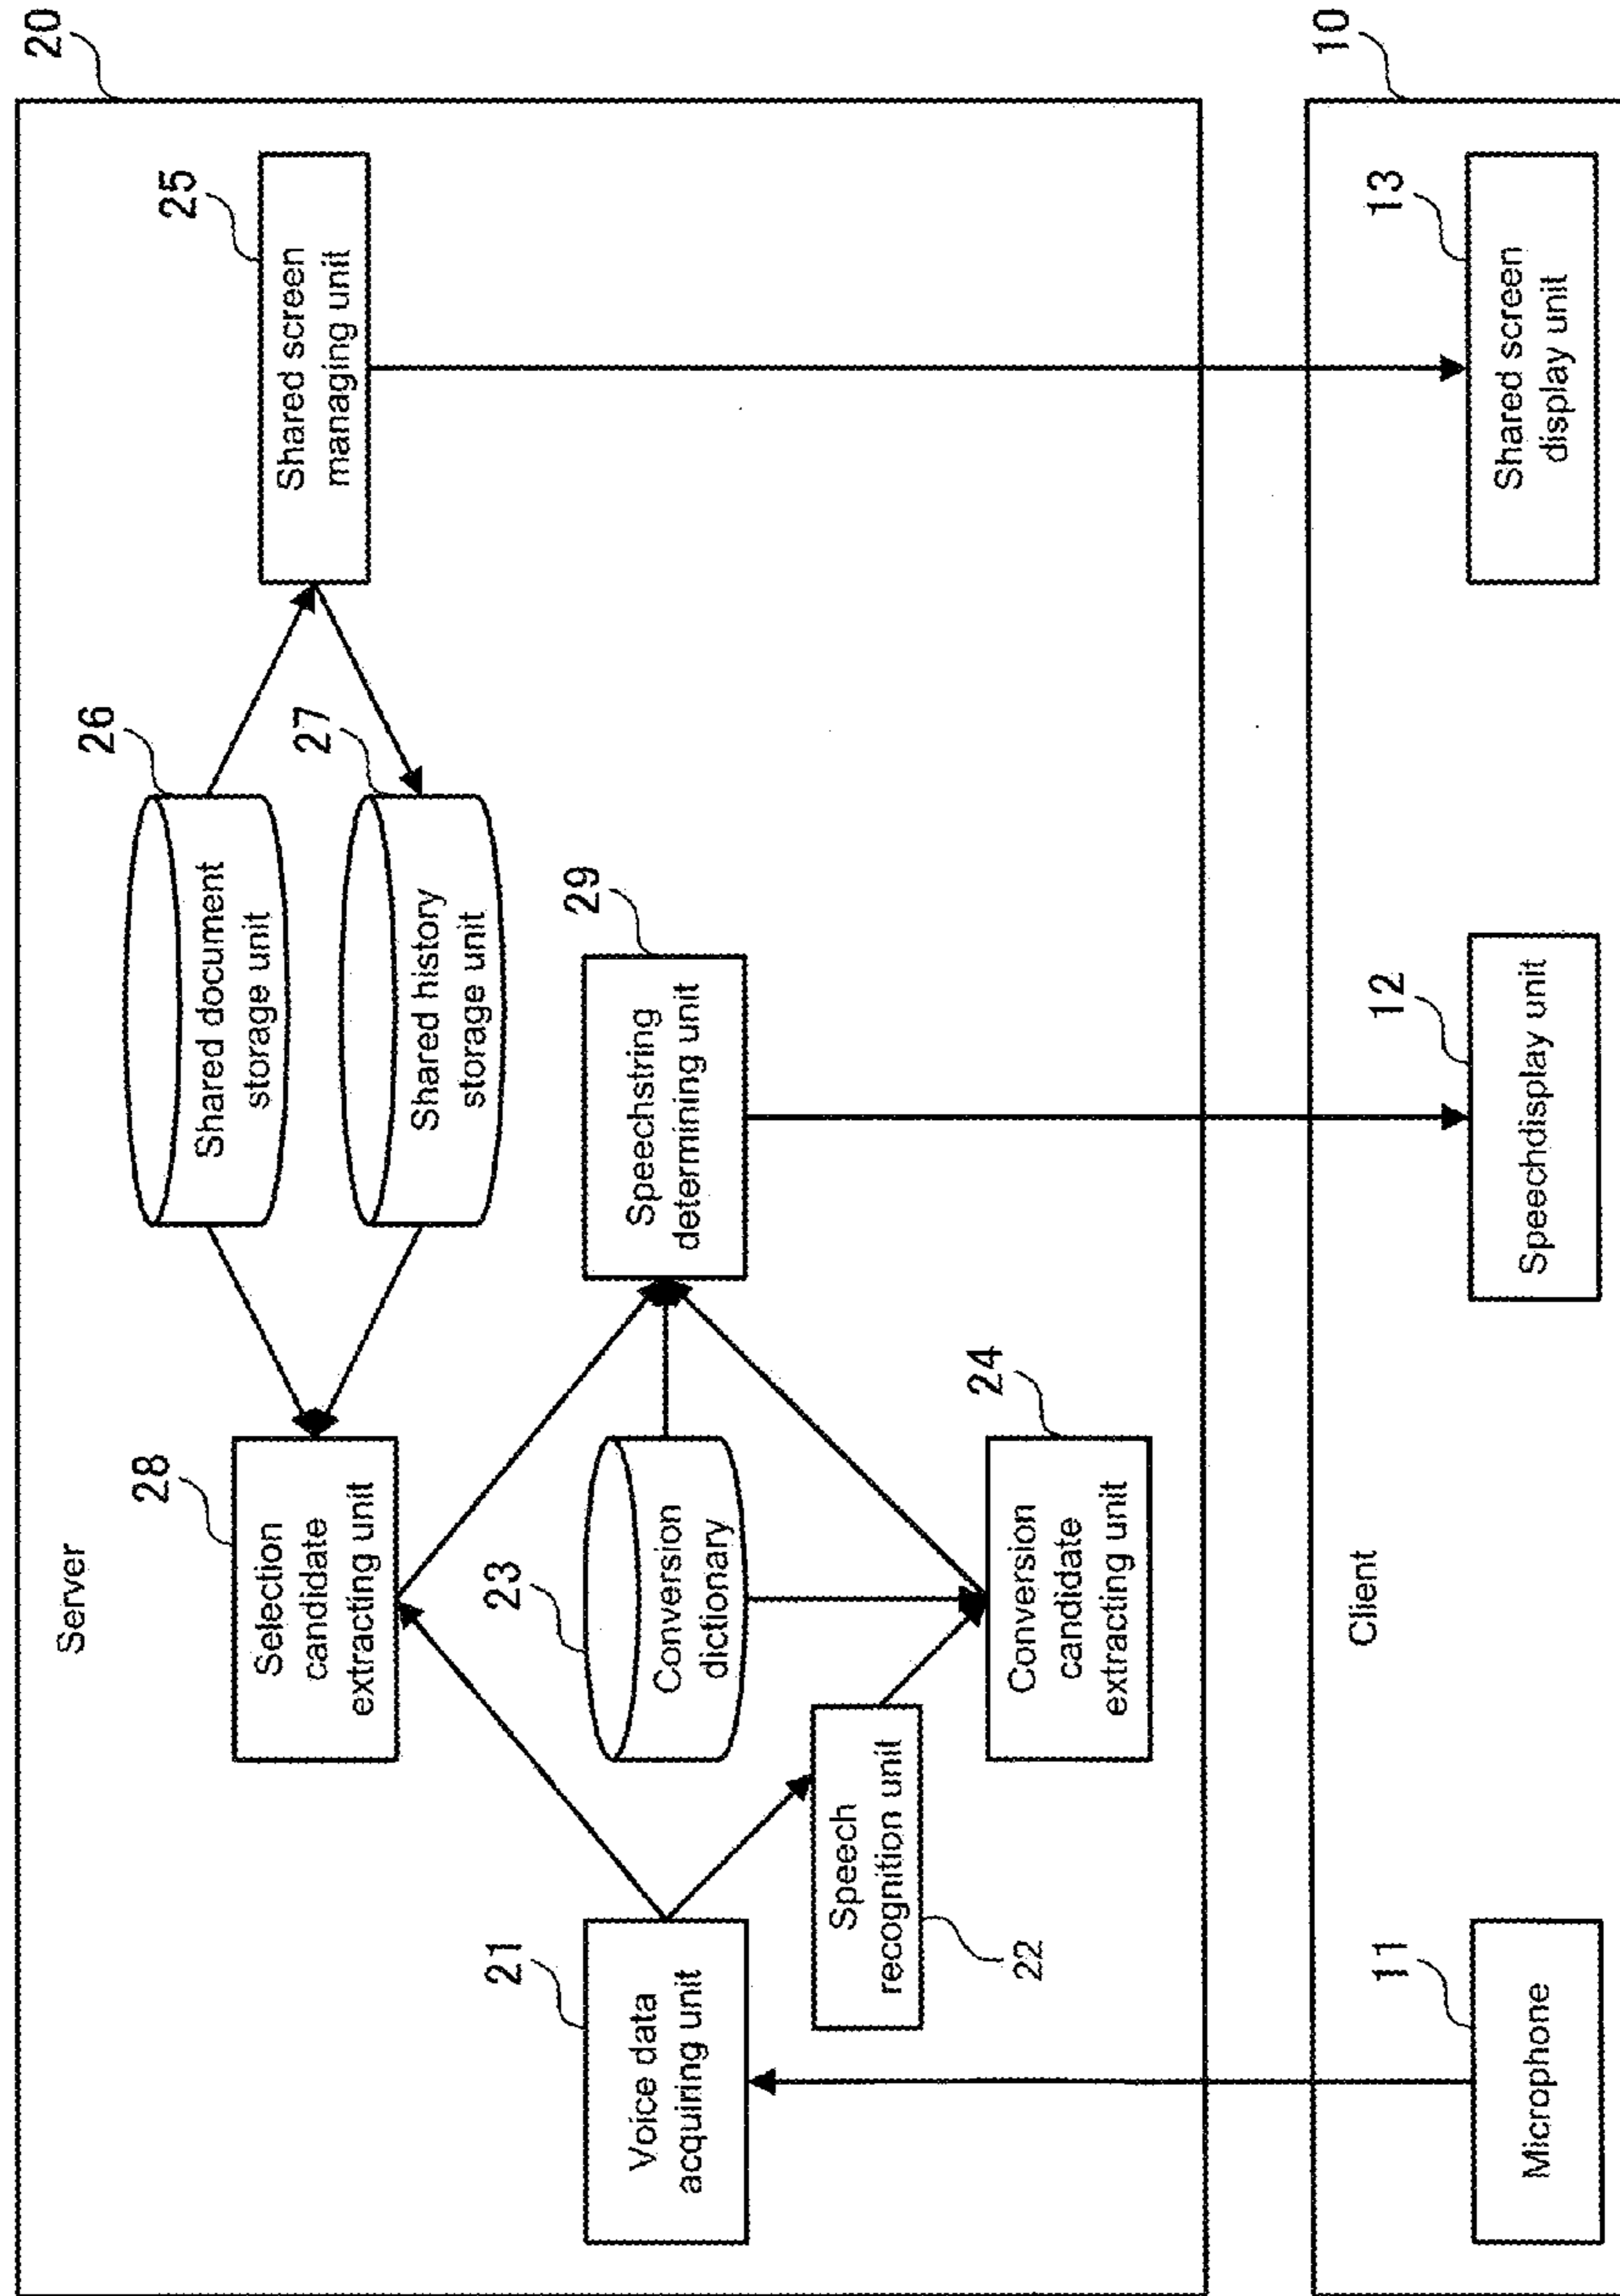 20
Server
28
Selection
candidate
extracting unit
26
Shared document
storage unit
27
Shared history
storage unit
25
Shared screen
managing unit
21
Voice data
acquiring unit
23
Conversion
dictionary
29
Speechstring
determining unit
Speech
recognition unit
22
24
Conversion
candidate
extracting unit
10
Client
11
Microphone
12
Speechdisplay unit
13
Shared screen
display unit